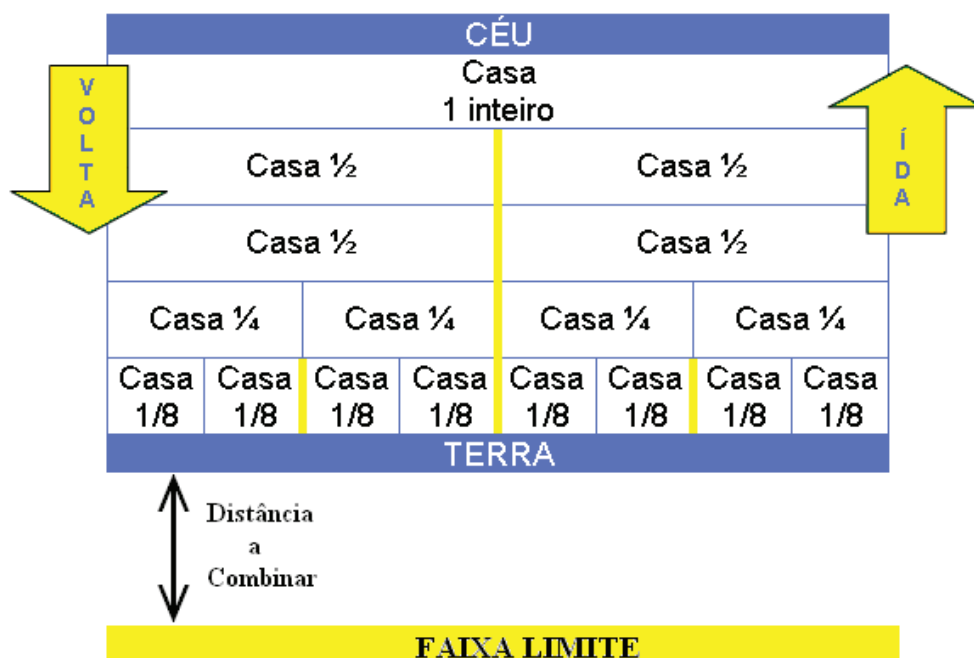 CÉU
VOLTA
Casa
1 inteiro
ÍDA
Casa ½ Casa ½
Casa ½ Casa ½
Casa ¼ Casa ¼ Casa ¼ Casa ¼
Casa Casa Casa Casa Casa Casa Casa Casa
1/8 1/8 1/8 1/8 1/8 1/8 1/8 1/8
TERRA
Distância
a
Combinar
FAIXA LIMITE